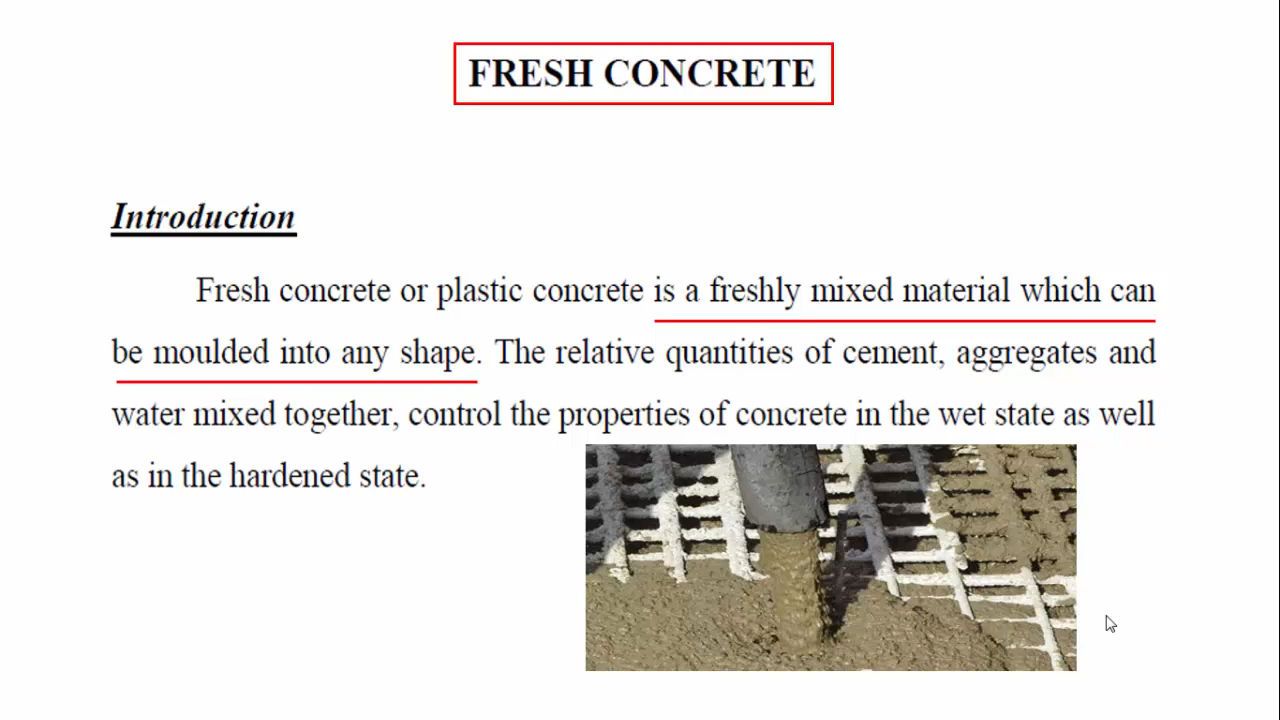 FRESH CONCRETE
Introduction
Fresh concrete or plastic concrete is a freshly mixed material which can
be moulded into any shape. The relative quantities of cement, aggregates and
water mixed together, control the properties of concrete in the wet state as well
as in the hardened state.